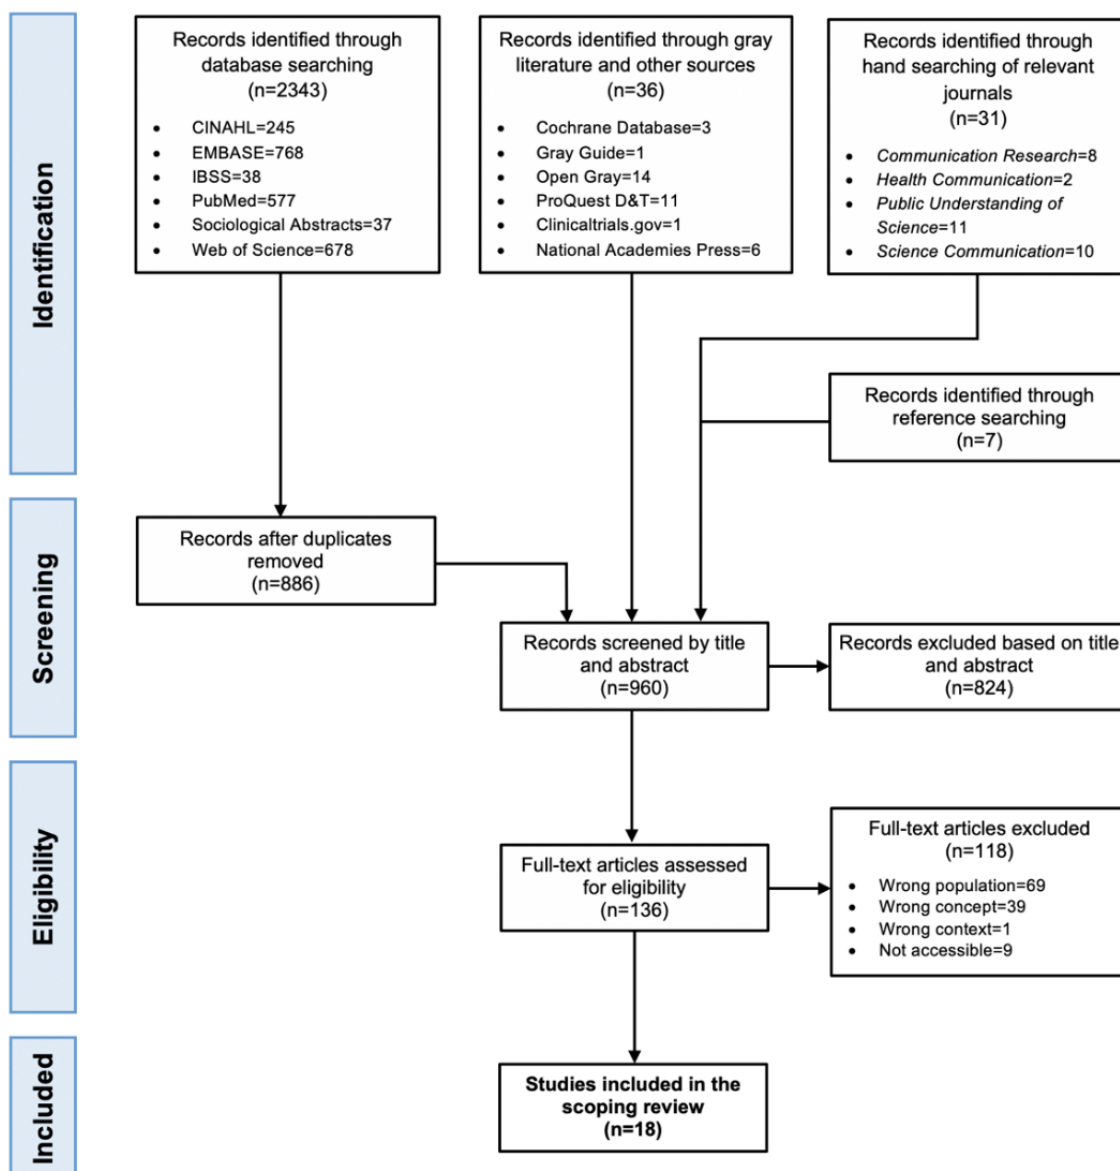 Identification
Records identified through
database searching
(n=2343)
• CINAHL=245
• EMBASE=768
• IBSS=38
• PubMed=577
• Sociological Abstracts=37
• Web of Science=678
Records identified through gray
literature and other sources
(n=36)
• Cochrane Database=3
• Gray Guide=1
• Open Gray=14
• ProQuest D&T=11
• Clinicaltrials.gov=1
• National Academies Press=6
Records identified through
hand searching of relevant
journals
(n=31)
• Communication Research=8
• Health Communication=2
• Public Understanding of
Science=11
• Science Communication=10
Records identified through
reference searching
(n=7)
Screening
Records after duplicates
removed
(n=886)
Records screened by title
and abstract
(n=960)
Records excluded based on title
and abstract
(n=824)
Eligibility
Full-text articles assessed
for eligibility
(n=136)
Full-text articles excluded
(n=118)
• Wrong population=69
• Wrong concept=39
• Wrong context=1
• Not accessible=9
Included
Studies included in the
scoping review
(n=18)